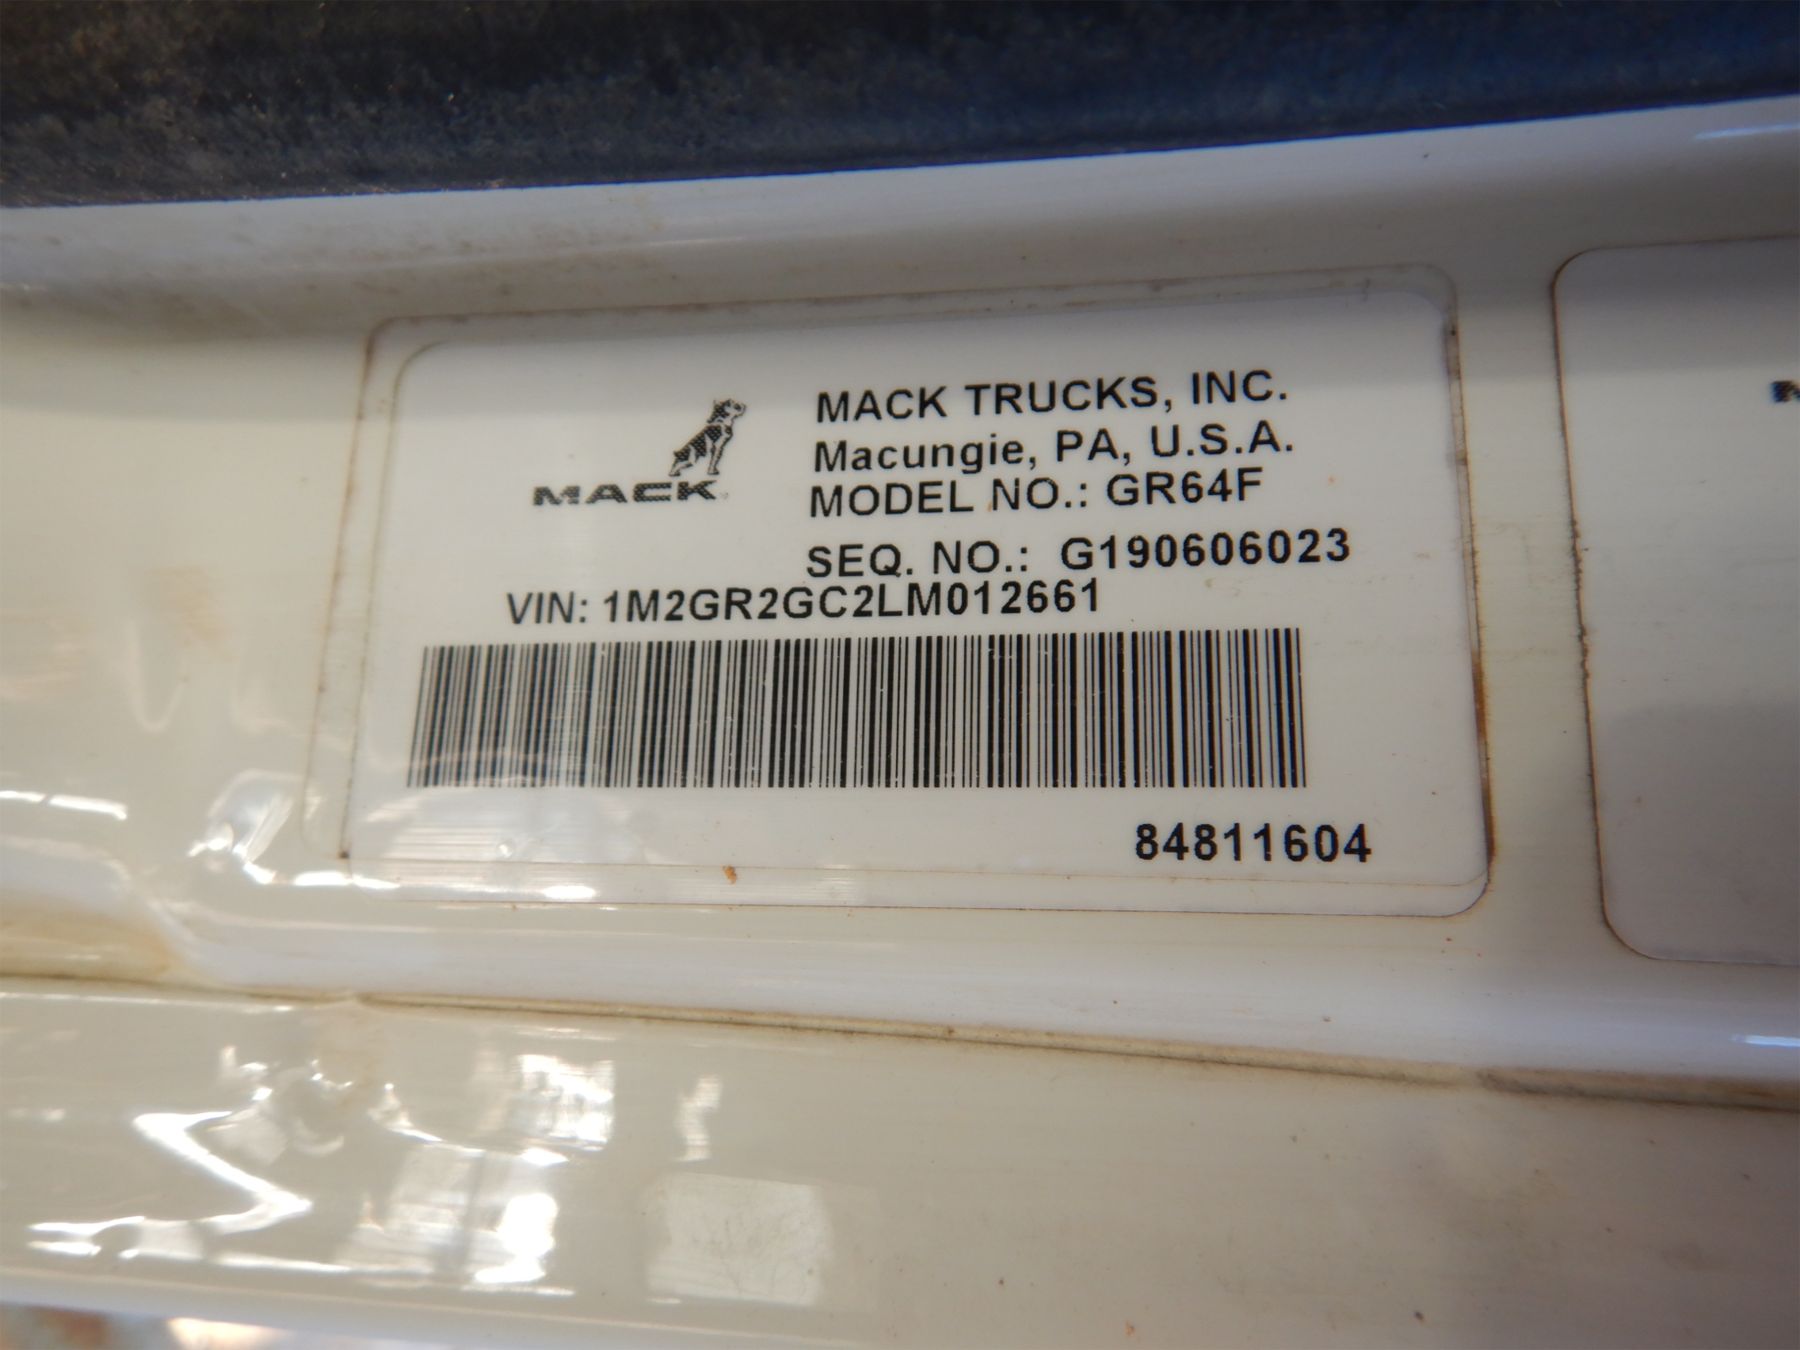 MACK
MACK TRUCKS, INC.
Macungie, PA, U.S.A.
MODEL NO.: GR64F
SEQ. NO.: G190606023
VIN: 1M2GR2GC2LM012661
84811604